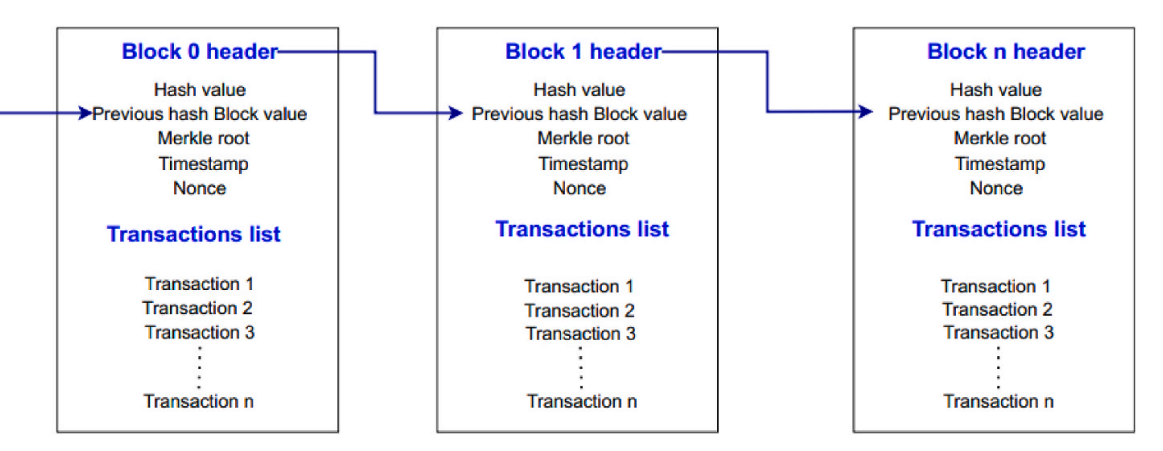 Block 0 header
Hash value
Previous hash Block value
Merkle root
Timestamp
Nonce
Transactions list
Transaction 1
Transaction 2
Transaction 3
Transaction n
Block 1 header
Hash value
Previous hash Block value
Merkle root
Timestamp
Nonce
Transactions list
Transaction 1
Transaction 2
Transaction 3
Transaction n
Block n header
Hash value
Previous hash Block value
Merkle root
Timestamp
Nonce
Transactions list
Transaction 1
Transaction 2
Transaction 3
Transaction n